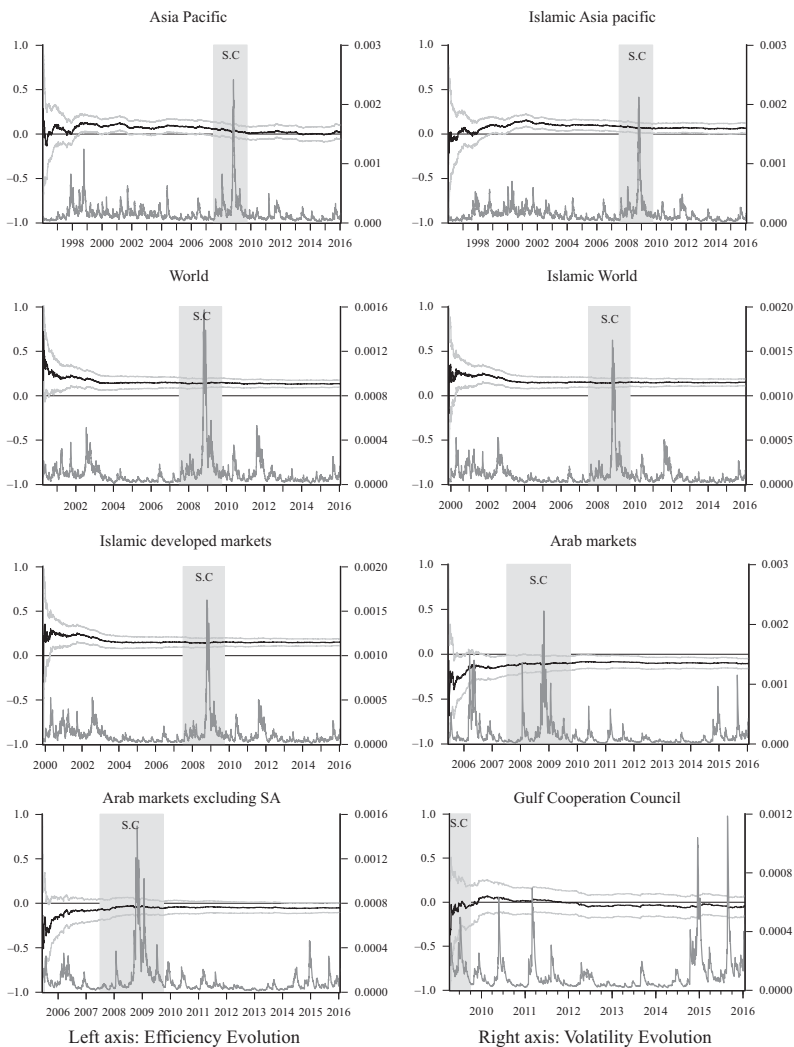 Asia Pacific
1.0
0.5
0.0
−0.5
−1.0
S.C
0.003
0.002
0.001
0.000
1998 2000 2002 2004 2006 2008 2010 2012 2014 2016
Islamic Asia pacific
1.0
0.5
0.0
−0.5
−1.0
S.C
0.003
0.002
0.001
0.000
1998 2000 2002 2004 2006 2008 2010 2012 2014 2016
World
1.0
0.5
0.0
−0.5
−1.0
S.C
0.0016
0.0012
0.0008
0.0004
0.0000
2002 2004 2006 2008 2010 2012 2014 2016
Islamic World
1.0
0.5
0.0
−0.5
−1.0
S.C
0.0020
0.0015
0.0010
0.0005
0.0000
2000 2002 2004 2006 2008 2010 2012 2014 2016
Islamic developed markets
1.0
0.5
0.0
−0.5
−1.0
S.C
0.0020
0.0015
0.0010
0.0005
0.0000
2000 2002 2004 2006 2008 2010 2012 2014 2016
Arab markets
1.0
0.5
0.0
−0.5
−1.0
S.C
0.003
0.002
0.001
0.000
2006 2007 2008 2009 2010 2011 2012 2013 2014 2015 2016
Arab markets excluding SA
1.0
0.5
0.0
−0.5
−1.0
S.C
0.0016
0.0012
0.0008
0.0004
0.0000
2006 2007 2008 2009 2010 2011 2012 2013 2014 2015 2016
Gulf Cooperation Council
1.0
0.5
0.0
−0.5
−1.0
S.C
0.0012
0.0008
0.0004
0.0000
2010 2011 2012 2013 2014 2015 2016
Left axis: Efficiency Evolution
Right axis: Volatility Evolution